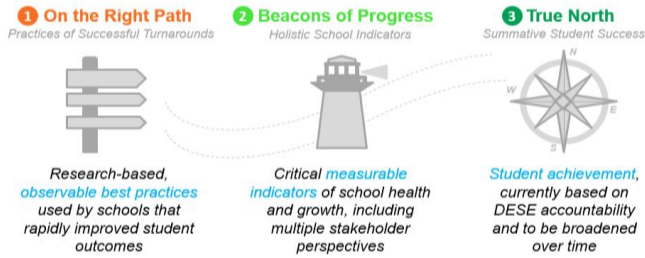 1 On the Right Path
Practices of Successful Turnarounds
Research-based,
observable best practices
used by schools that
rapidly improved student
outcomes
2 Beacons of Progress
Holistic School Indicators
Critical measurable
indicators of school health
and growth, including
multiple stakeholder
perspectives
3 True North
Summative Student Success
N
W
E
S
Student achievement,
currently based on
DESE accountability
and to be broadened
over time